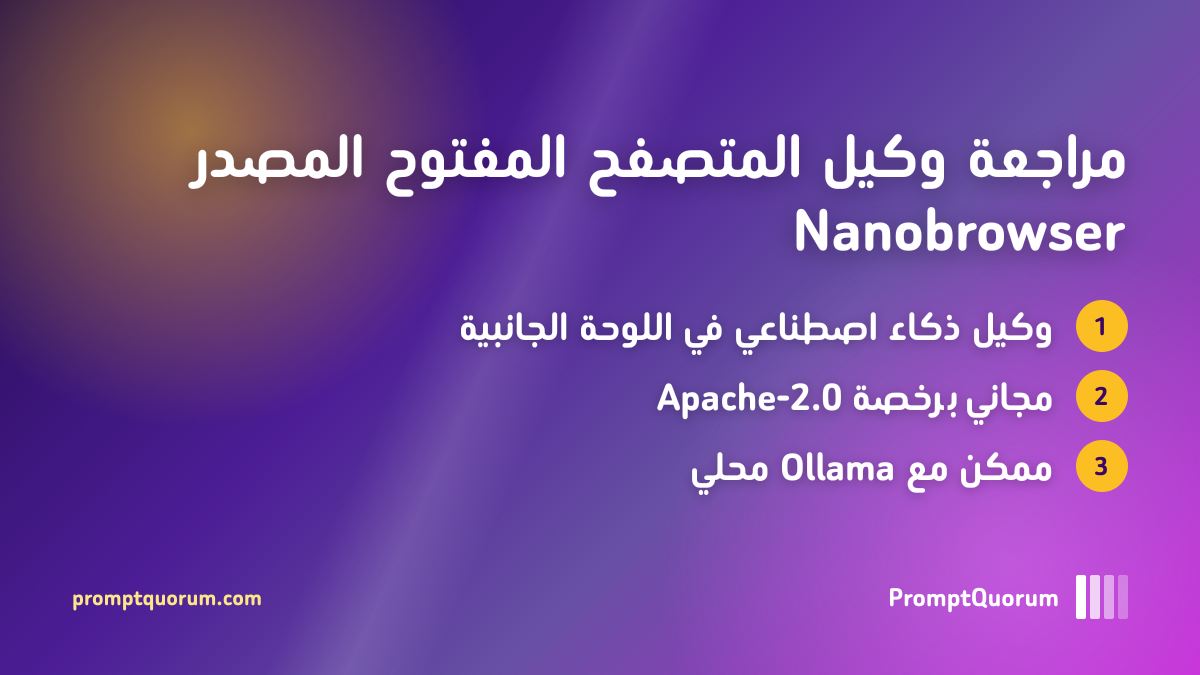 مراجعة وكيل المتصفح المفتوح المصدر
Nanobrowser
1 وكيل ذكاء اصطناعي في اللوحة الجانبية
2 مجاني برخصة Apache-2.0
3 ممكن مع Ollama محلي
PromptQuorum
promptquorum.com